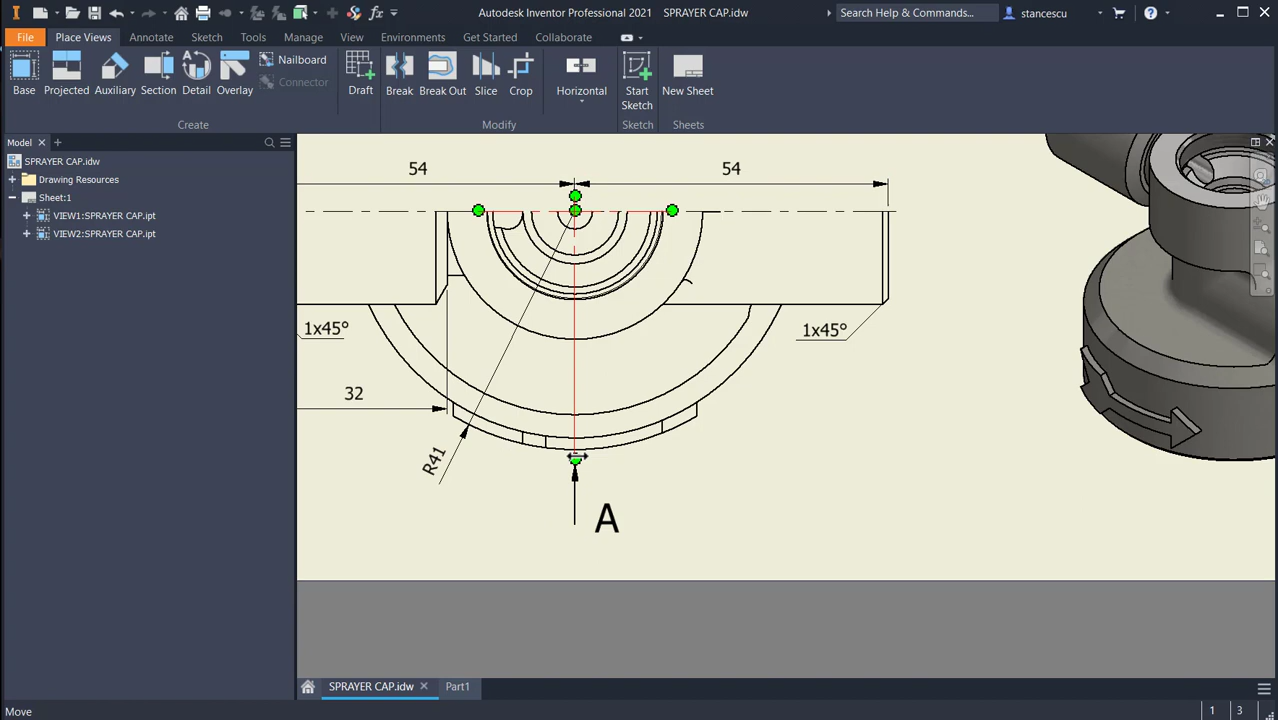 Autodesk Inventor Professional 2021 SPRAYER CAP.idw
Search Help & Commands...
stancescu
File Place Views Annotate Sketch Tools Manage View Environments Get Started Collaborate
Base Projected Auxiliary Section Detail Overlay
Nailboard
Connector
Draft
Break Break Out Slice Crop
Horizontal
Start Sketch
New Sheet
Create Modify Sketch Sheets
Model
SPRAYER CAP.idw
Drawing Resources
Sheet:1
VIEW1:SPRAYER CAP.ipt
VIEW2:SPRAYER CAP.ipt
54 54
1x45° 1x45°
32
R41
A
SPRAYER CAP.idw Part1
Move 1 3